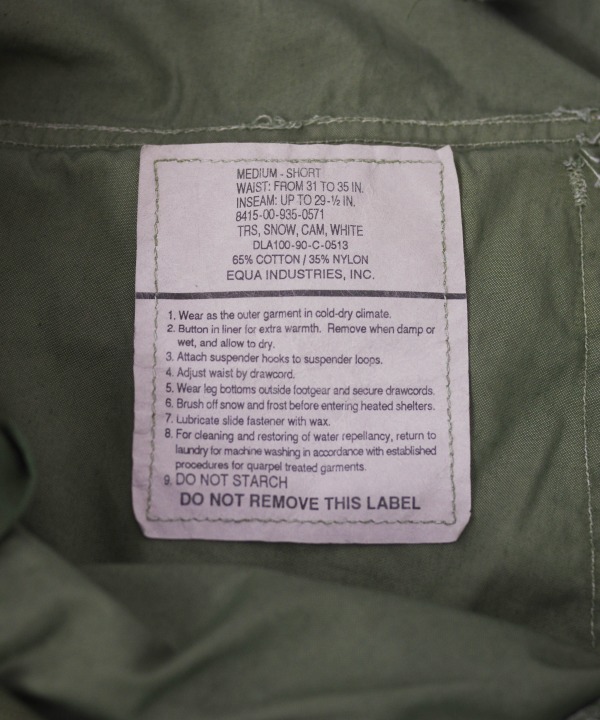 MEDIUM - SHORT
WAIST: FROM 31 TO 35 IN.
INSEAM: UP TO 29-½ IN.
8415-00-935-0571
TRS, SNOW, CAM, WHITE
DLA100-90-C-0513
65% COTTON / 35% NYLON
EQUA INDUSTRIES, INC.
1. Wear as the outer garment in cold-dry climate.
2. Button in liner for extra warmth. Remove when damp or
wet, and allow to dry.
3. Attach suspender hooks to suspender loops.
4. Adjust waist by drawcord.
5. Wear leg bottoms outside footgear and secure drawcords.
6. Brush off snow and frost before entering heated shelters.
7. Lubricate slide fastener with wax.
8. For cleaning and restoring of water repellancy, return to
laundry for machine washing in accordance with established
procedures for quarpel treated garments.
9. DO NOT STARCH
DO NOT REMOVE THIS LABEL